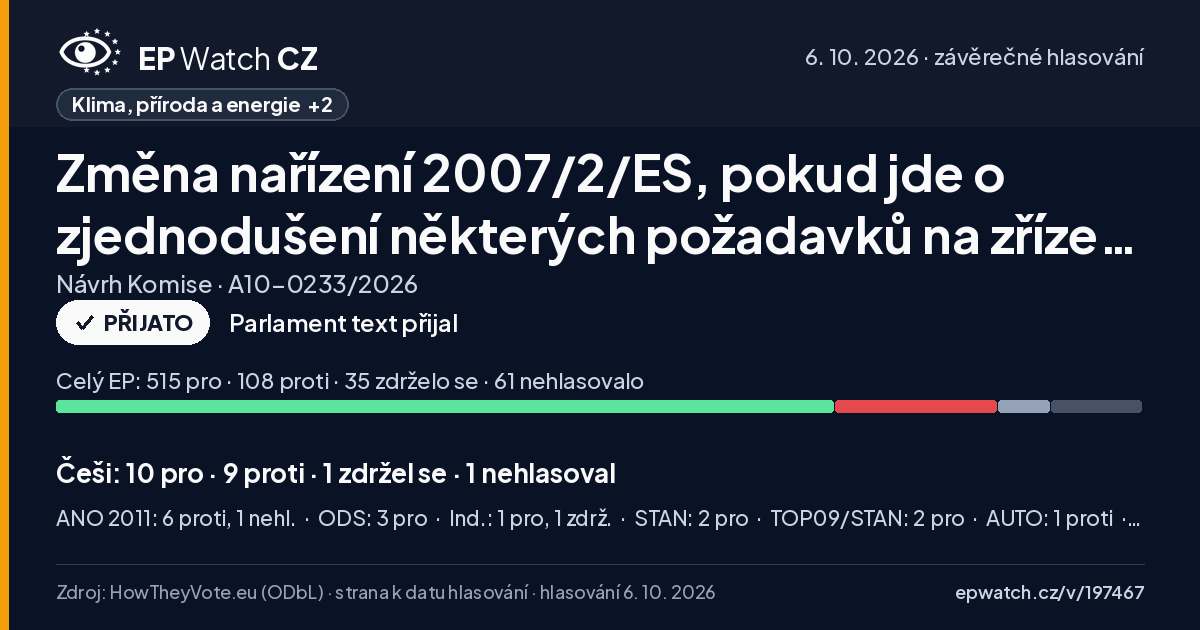 EP Watch CZ
6. 10. 2026 · závěrečné hlasování
Klima, příroda a energie +2
Změna nařízení 2007/2/ES, pokud jde o
zjednodušení některých požadavků na zříze…
Návrh Komise · A10-0233/2026
✓ PŘIJATO Parlament text přijal
Celý EP: 515 pro · 108 proti · 35 zdrželo se · 61 nehlasovalo
Češi: 10 pro · 9 proti · 1 zdržel se · 1 nehlasoval
ANO 2011: 6 proti, 1 nehl. · ODS: 3 pro · Ind.: 1 pro, 1 zdrž. · STAN: 2 pro · TOP09/STAN: 2 pro · AUTO: 1 proti ·…
Zdroj: HowTheyVote.eu (ODbL) · strana k datu hlasování · hlasování 6. 10. 2026
epwatch.cz/v/197467